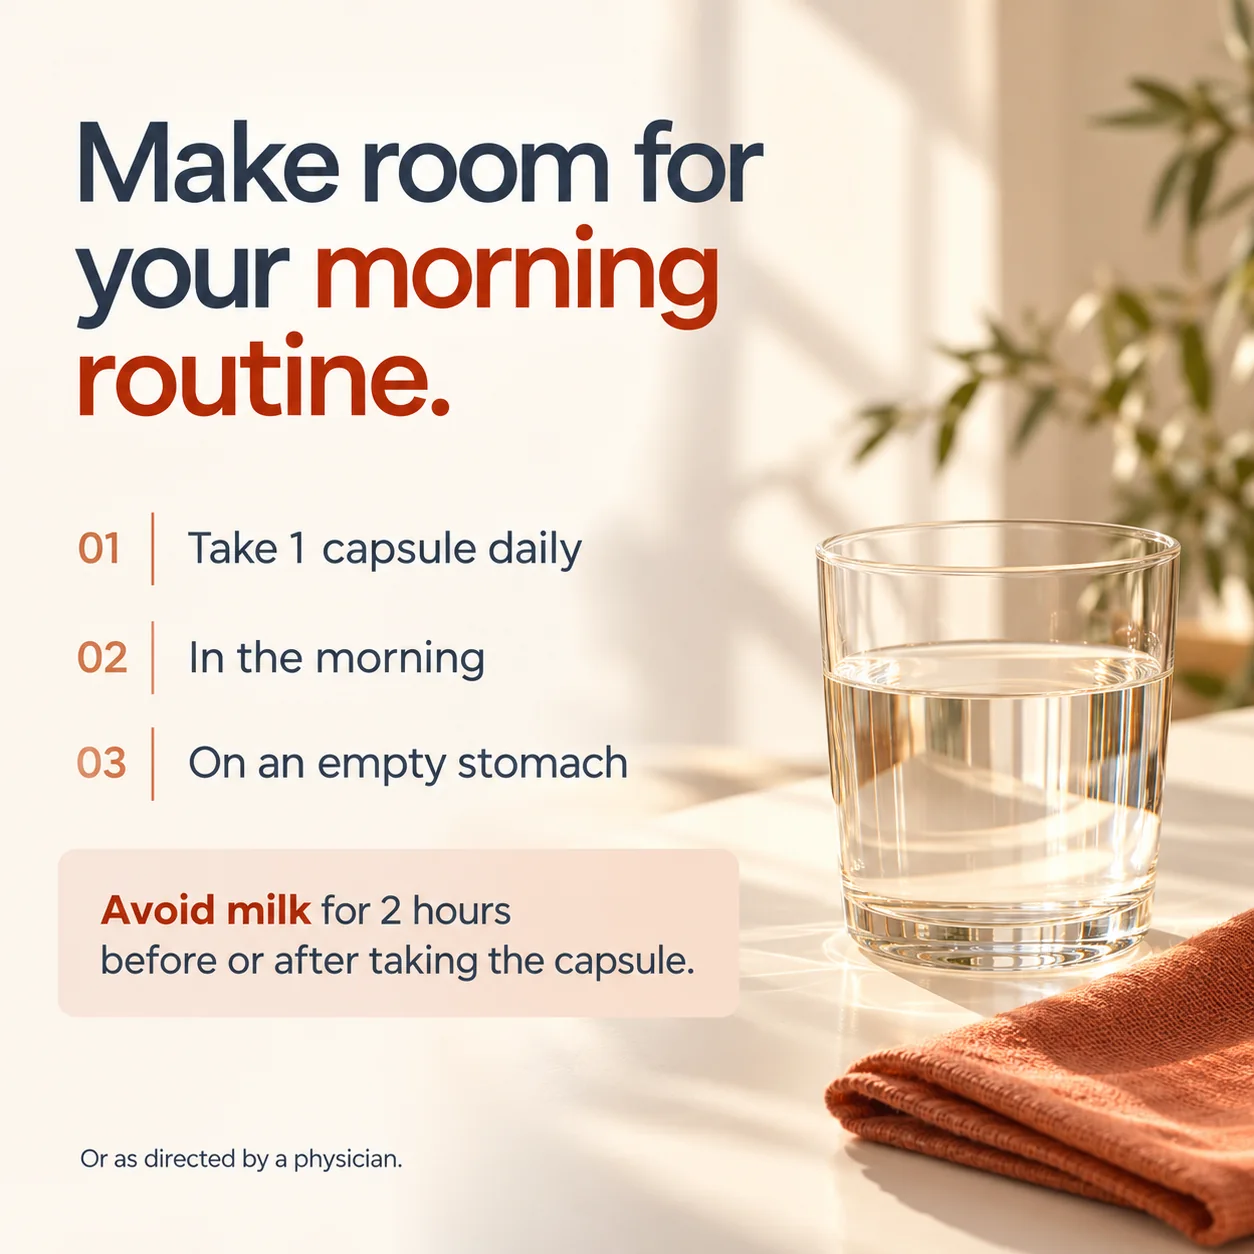 Make room for
your morning
routine.
01 Take 1 capsule daily
02 In the morning
03 On an empty stomach
Avoid milk for 2 hours
before or after taking the capsule.
Or as directed by a physician.